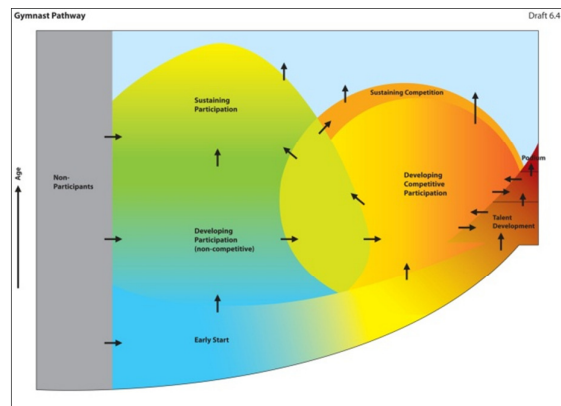 Gymnast Pathway
Draft 6.4
Sustaining
Participation
Sustaining Competition
Podium
Age
Non-
Participants
Developing
Competitive
Participation
Talent
Development
Developing
Participation
(non-competitive)
Early Start